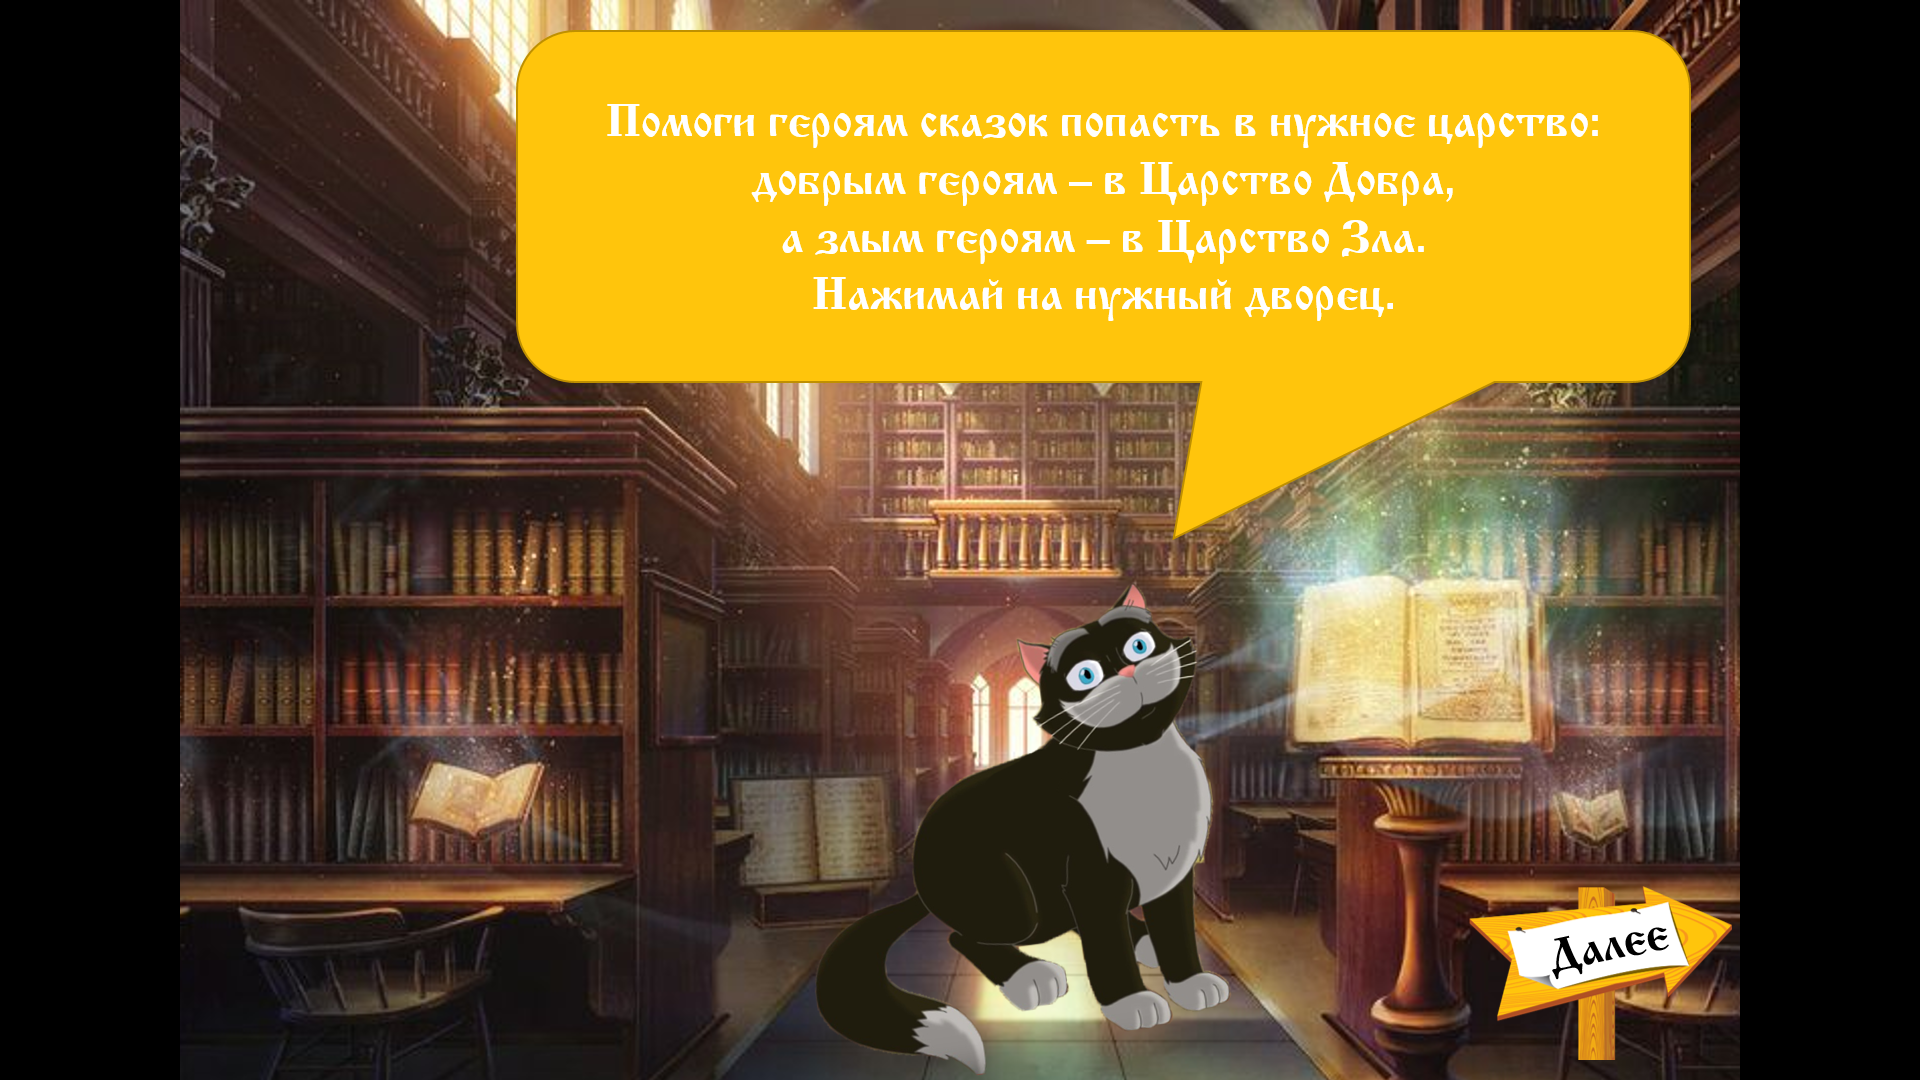 Помоги героям сказок попасть в нужное царство:
добрым героям – в Царство Добра,
а злым героям – в Царство Зла.
Нажимай на нужный дворец.
Далее